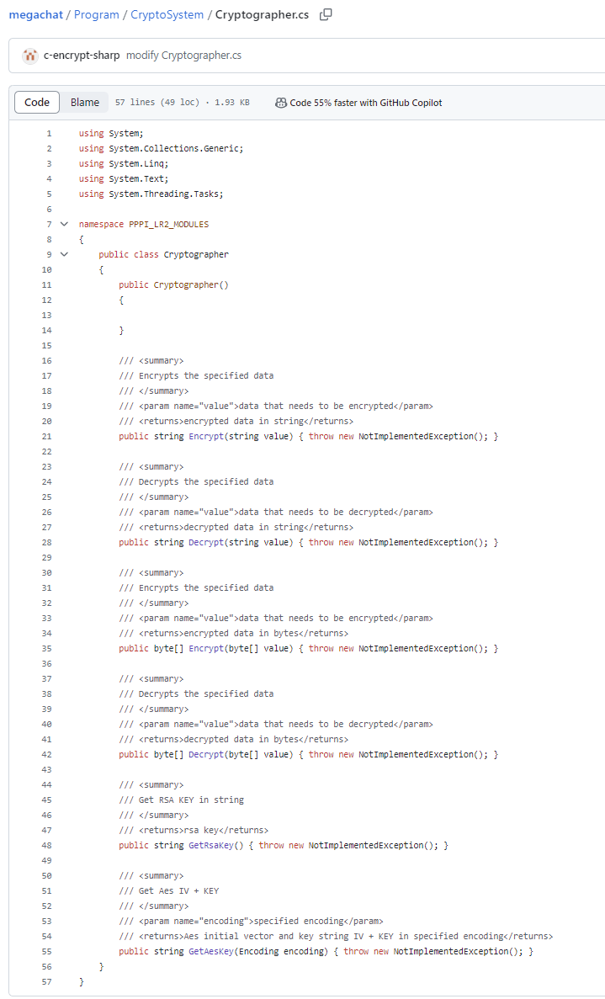 megachat / Program / CryptoSystem / Cryptographer.cs
c-encrypt-sharp modify Cryptographer.cs
Code Blame 57 lines (49 loc) · 1.93 KB Code 55% faster with GitHub Copilot
1 using System;
2 using System.Collections.Generic;
3 using System.Linq;
4 using System.Text;
5 using System.Threading.Tasks;
6
7 namespace PPPI_LR2_MODULES
8 {
9 public class Cryptographer
10 {
11 public Cryptographer()
12 {
13
14 }
15
16 /// <summary>
17 /// Encrypts the specified data
18 /// </summary>
19 /// <param name="value">data that needs to be encrypted</param>
20 /// <returns>encrypted data in string</returns>
21 public string Encrypt(string value) { throw new NotImplementedException(); }
22
23 /// <summary>
24 /// Decrypts the specified data
25 /// </summary>
26 /// <param name="value">data that needs to be decrypted</param>
27 /// <returns>decrypted data in string</returns>
28 public string Decrypt(string value) { throw new NotImplementedException(); }
29
30 /// <summary>
31 /// Encrypts the specified data
32 /// </summary>
33 /// <param name="value">data that needs to be encrypted</param>
34 /// <returns>encrypted data in bytes</returns>
35 public byte[] Encrypt(byte[] value) { throw new NotImplementedException(); }
36
37 /// <summary>
38 /// Decrypts the specified data
39 /// </summary>
40 /// <param name="value">data that needs to be decrypted</param>
41 /// <returns>decrypted data in bytes</returns>
42 public byte[] Decrypt(byte[] value) { throw new NotImplementedException(); }
43
44 /// <summary>
45 /// Get RSA KEY in string
46 /// </summary>
47 /// <returns>rsa key</returns>
48 public string GetRsaKey() { throw new NotImplementedException(); }
49
50 /// <summary>
51 /// Get Aes IV + KEY
52 /// </summary>
53 /// <param name="encoding">specified encoding</param>
54 /// <returns>Aes initial vector and key string IV + KEY in specified encoding</returns>
55 public string GetAesKey(Encoding encoding) { throw new NotImplementedException(); }
56 }
57 }